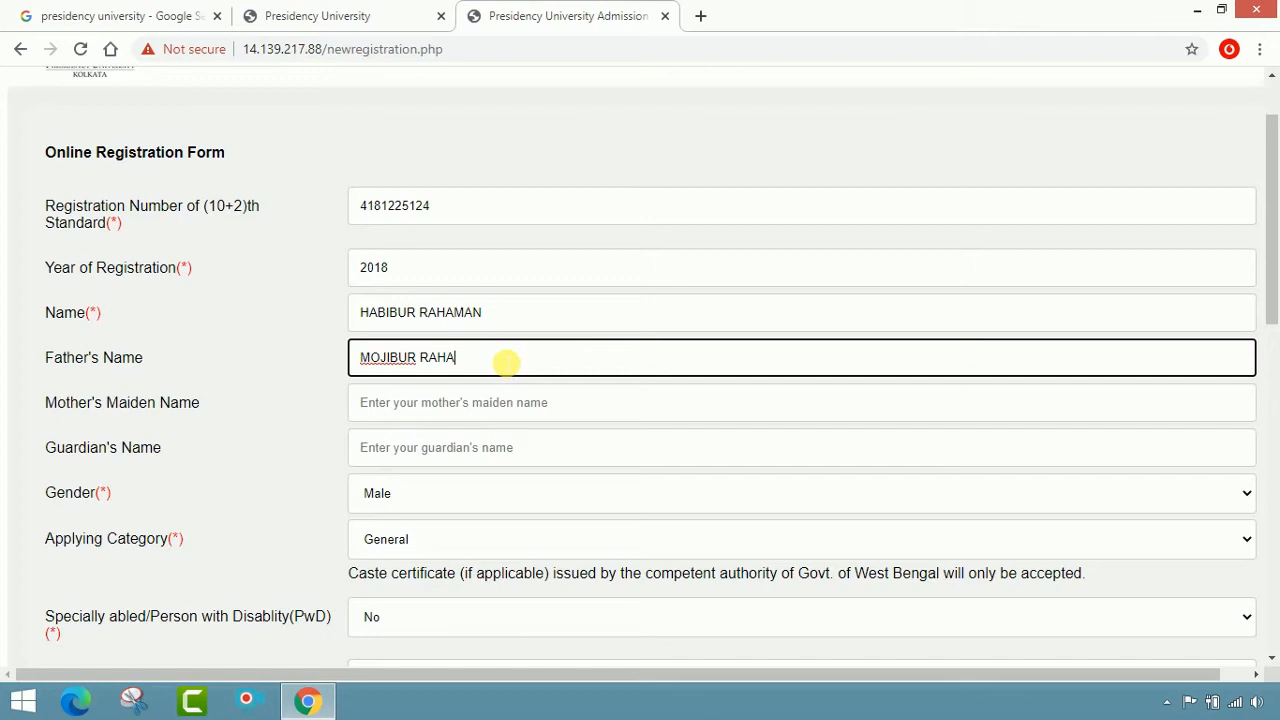 presidency university - Google Se
Presidency University
Presidency University Admission
Not secure
14.139.217.88/newregistration.php
KOLKATA
Online Registration Form
Registration Number of (10+2)th
Standard(*)
4181225124
Year of Registration(*)
2018
Name(*)
HABIBUR RAHAMAN
Father's Name
MOJIBUR RAHA
Mother's Maiden Name
Enter your mother's maiden name
Guardian's Name
Enter your guardian's name
Gender(*)
Male
Applying Category(*)
General
Caste certificate (if applicable) issued by the competent authority of Govt. of West Bengal will only be accepted.
Specially abled/Person with Disablity(PwD)
(*)
No